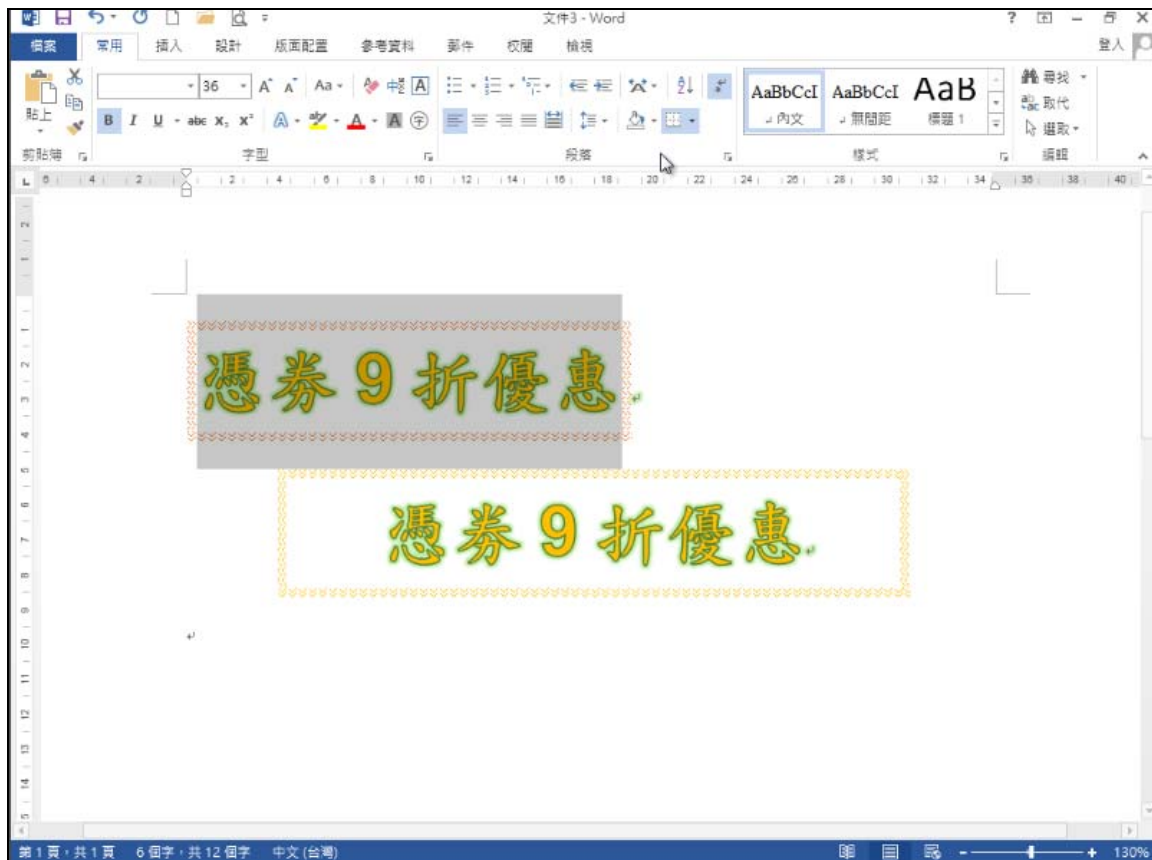 文件3 - Word
檔案 常用 插入 設計 版面配置 參考資料 郵件 校閱 檢視 登入
貼上 36 Aa AaBbCcI AaBbCcI AaB 尋找
B I U abc X₂ X² A 內文 無間距 標題 1 取代
選取
剪貼簿 字型 段落 樣式 編輯
憑券9折優惠
憑券9折優惠
第 1 頁，共 1 頁 6 個字，共 12 個字 中文 (台灣) 130%